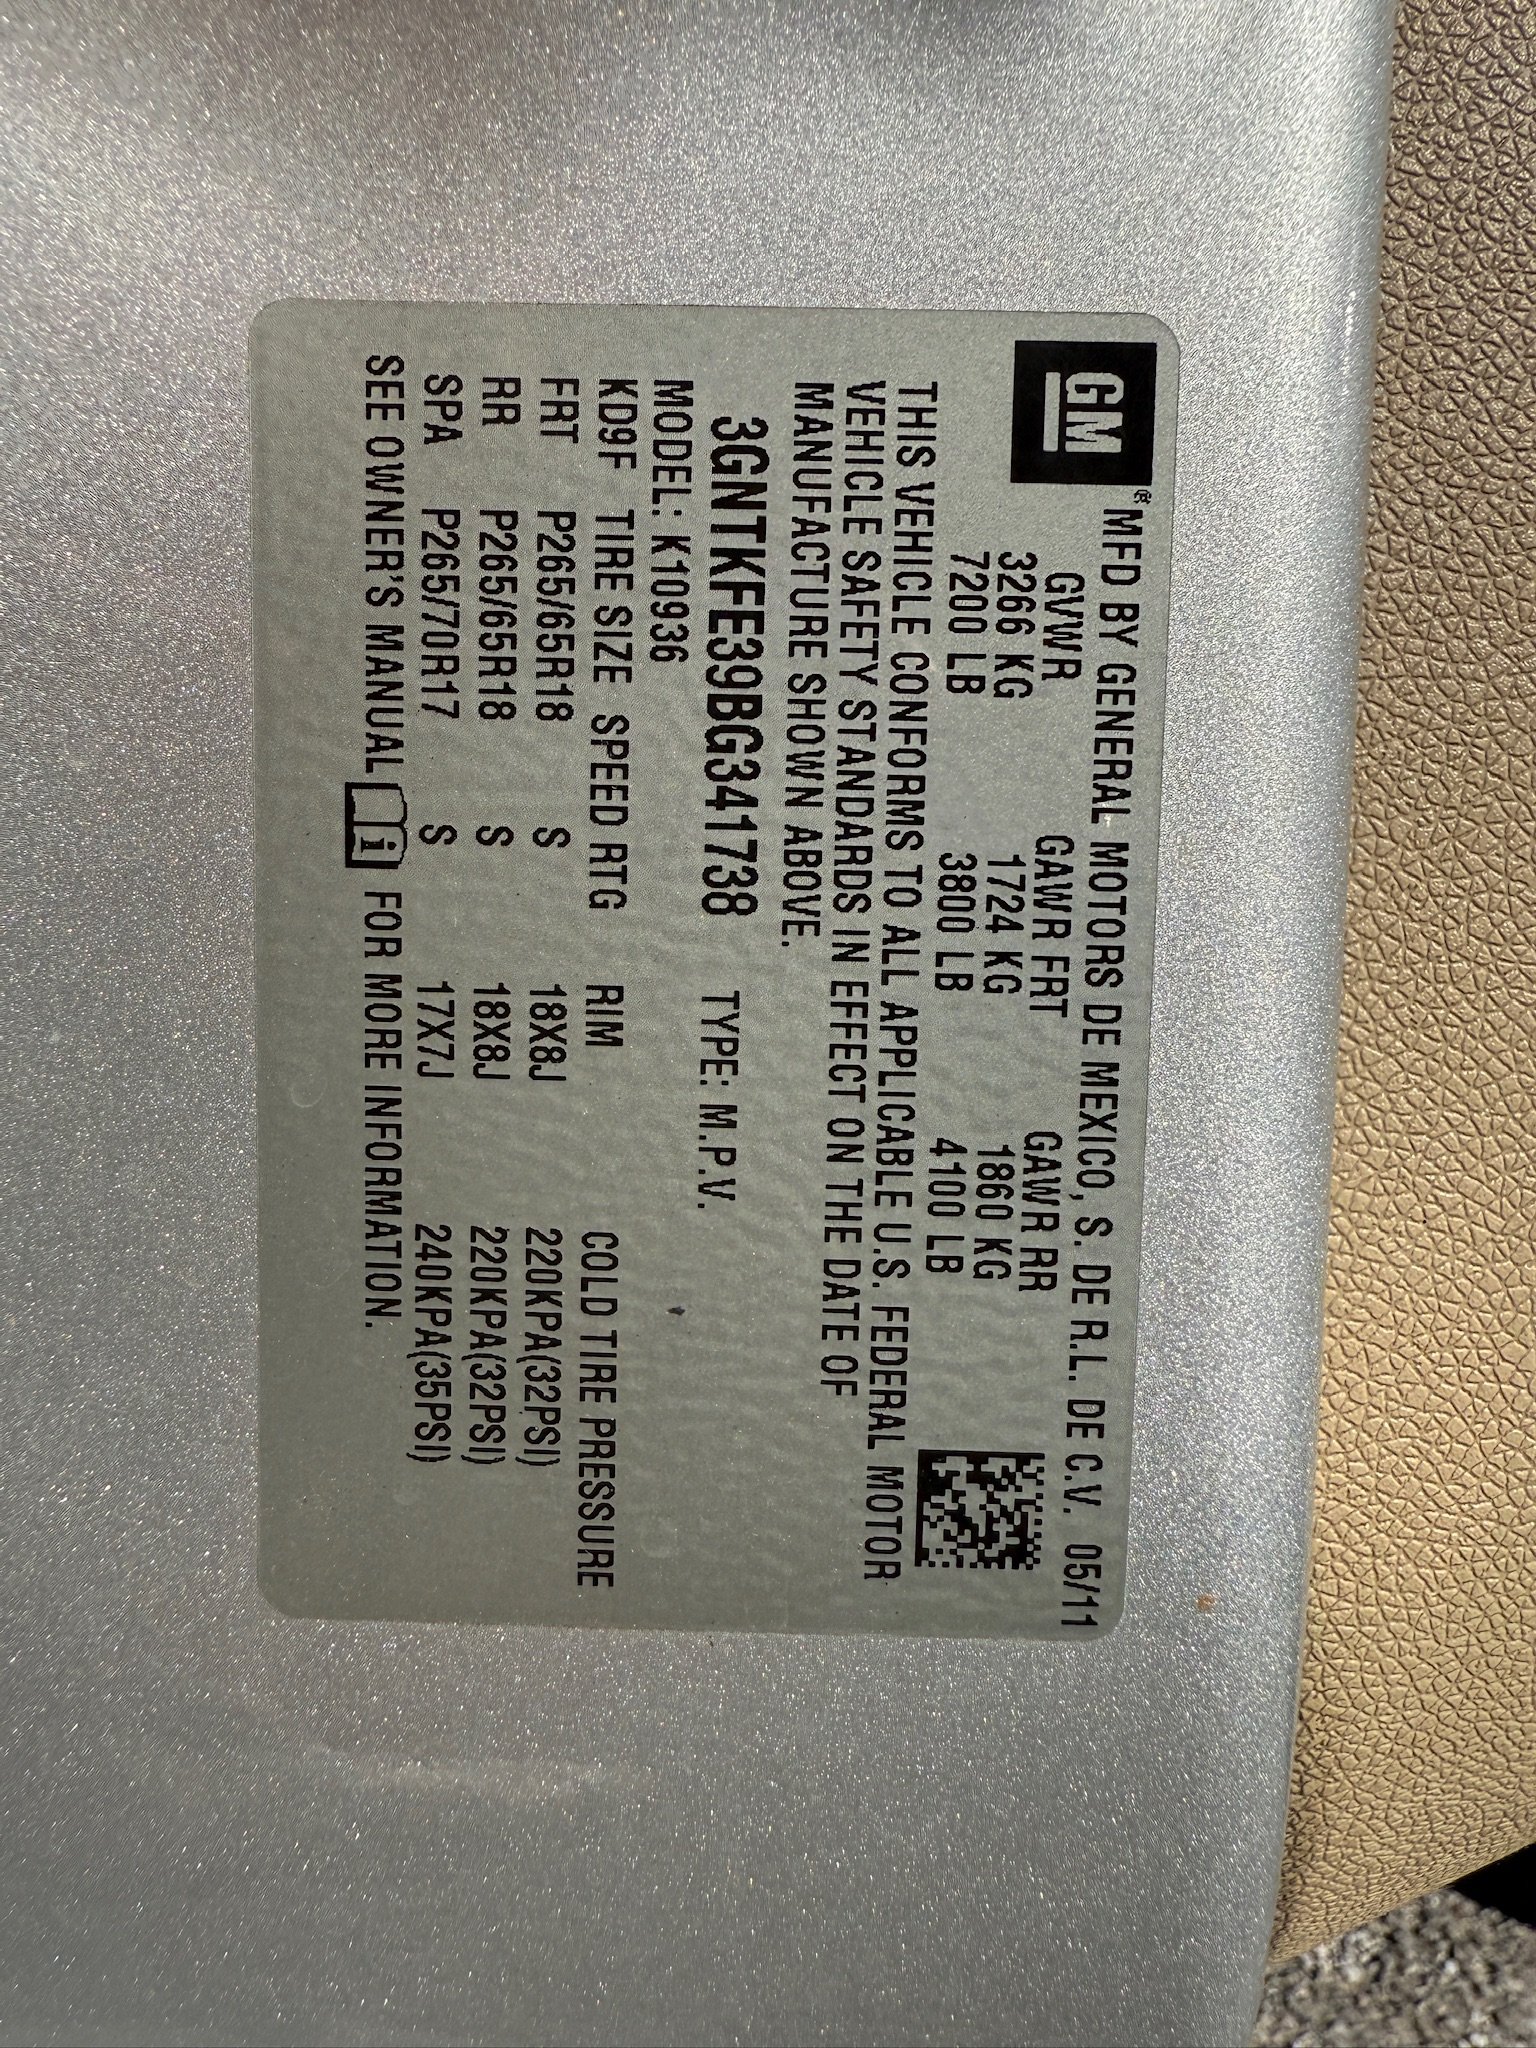 GM ® MFD BY GENERAL MOTORS DE MEXICO, S. DE R.L. DE C.V. 05/11
GVWR GAWR FRT GAWR RR
3266 KG 1724 KG 1860 KG
7200 LB 3800 LB 4100 LB
THIS VEHICLE CONFORMS TO ALL APPLICABLE U.S. FEDERAL MOTOR
VEHICLE SAFETY STANDARDS IN EFFECT ON THE DATE OF
MANUFACTURE SHOWN ABOVE.
3GNTKFE39BG341738 TYPE: M.P.V.
MODEL: K10936
KD9F TIRE SIZE SPEED RTG RIM COLD TIRE PRESSURE
FRT P265/65R18 S 18X8J 220KPA(32PSI)
RR P265/65R18 S 18X8J 220KPA(32PSI)
SPA P265/70R17 S 17X7J 240KPA(35PSI)
SEE OWNER'S MANUAL i FOR MORE INFORMATION.